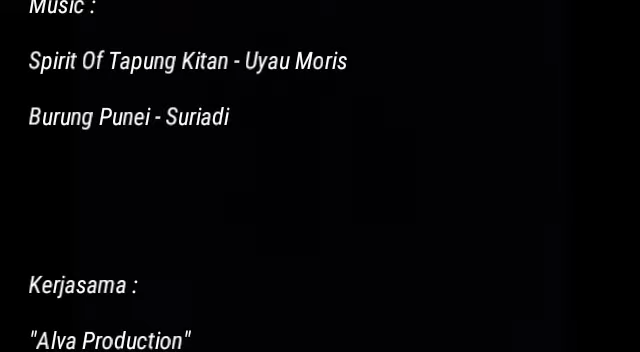 Music :
Spirit Of Tapung Kitan - Uyau Moris
Burung Punei - Suriadi
Kerjasama :
"Alva Production"